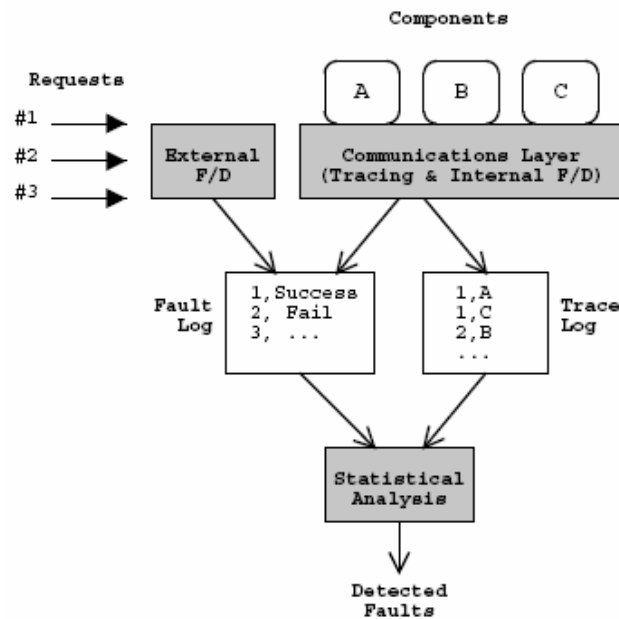 Components
Requests
A
B
C
#1
#2
#3
External
F/D
Communications Layer
(Tracing & Internal F/D)
Fault
Log
1,Success
2, Fail
3, ...
1,A
1,C
2,B
...
Trace
Log
Statistical
Analysis
Detected
Faults